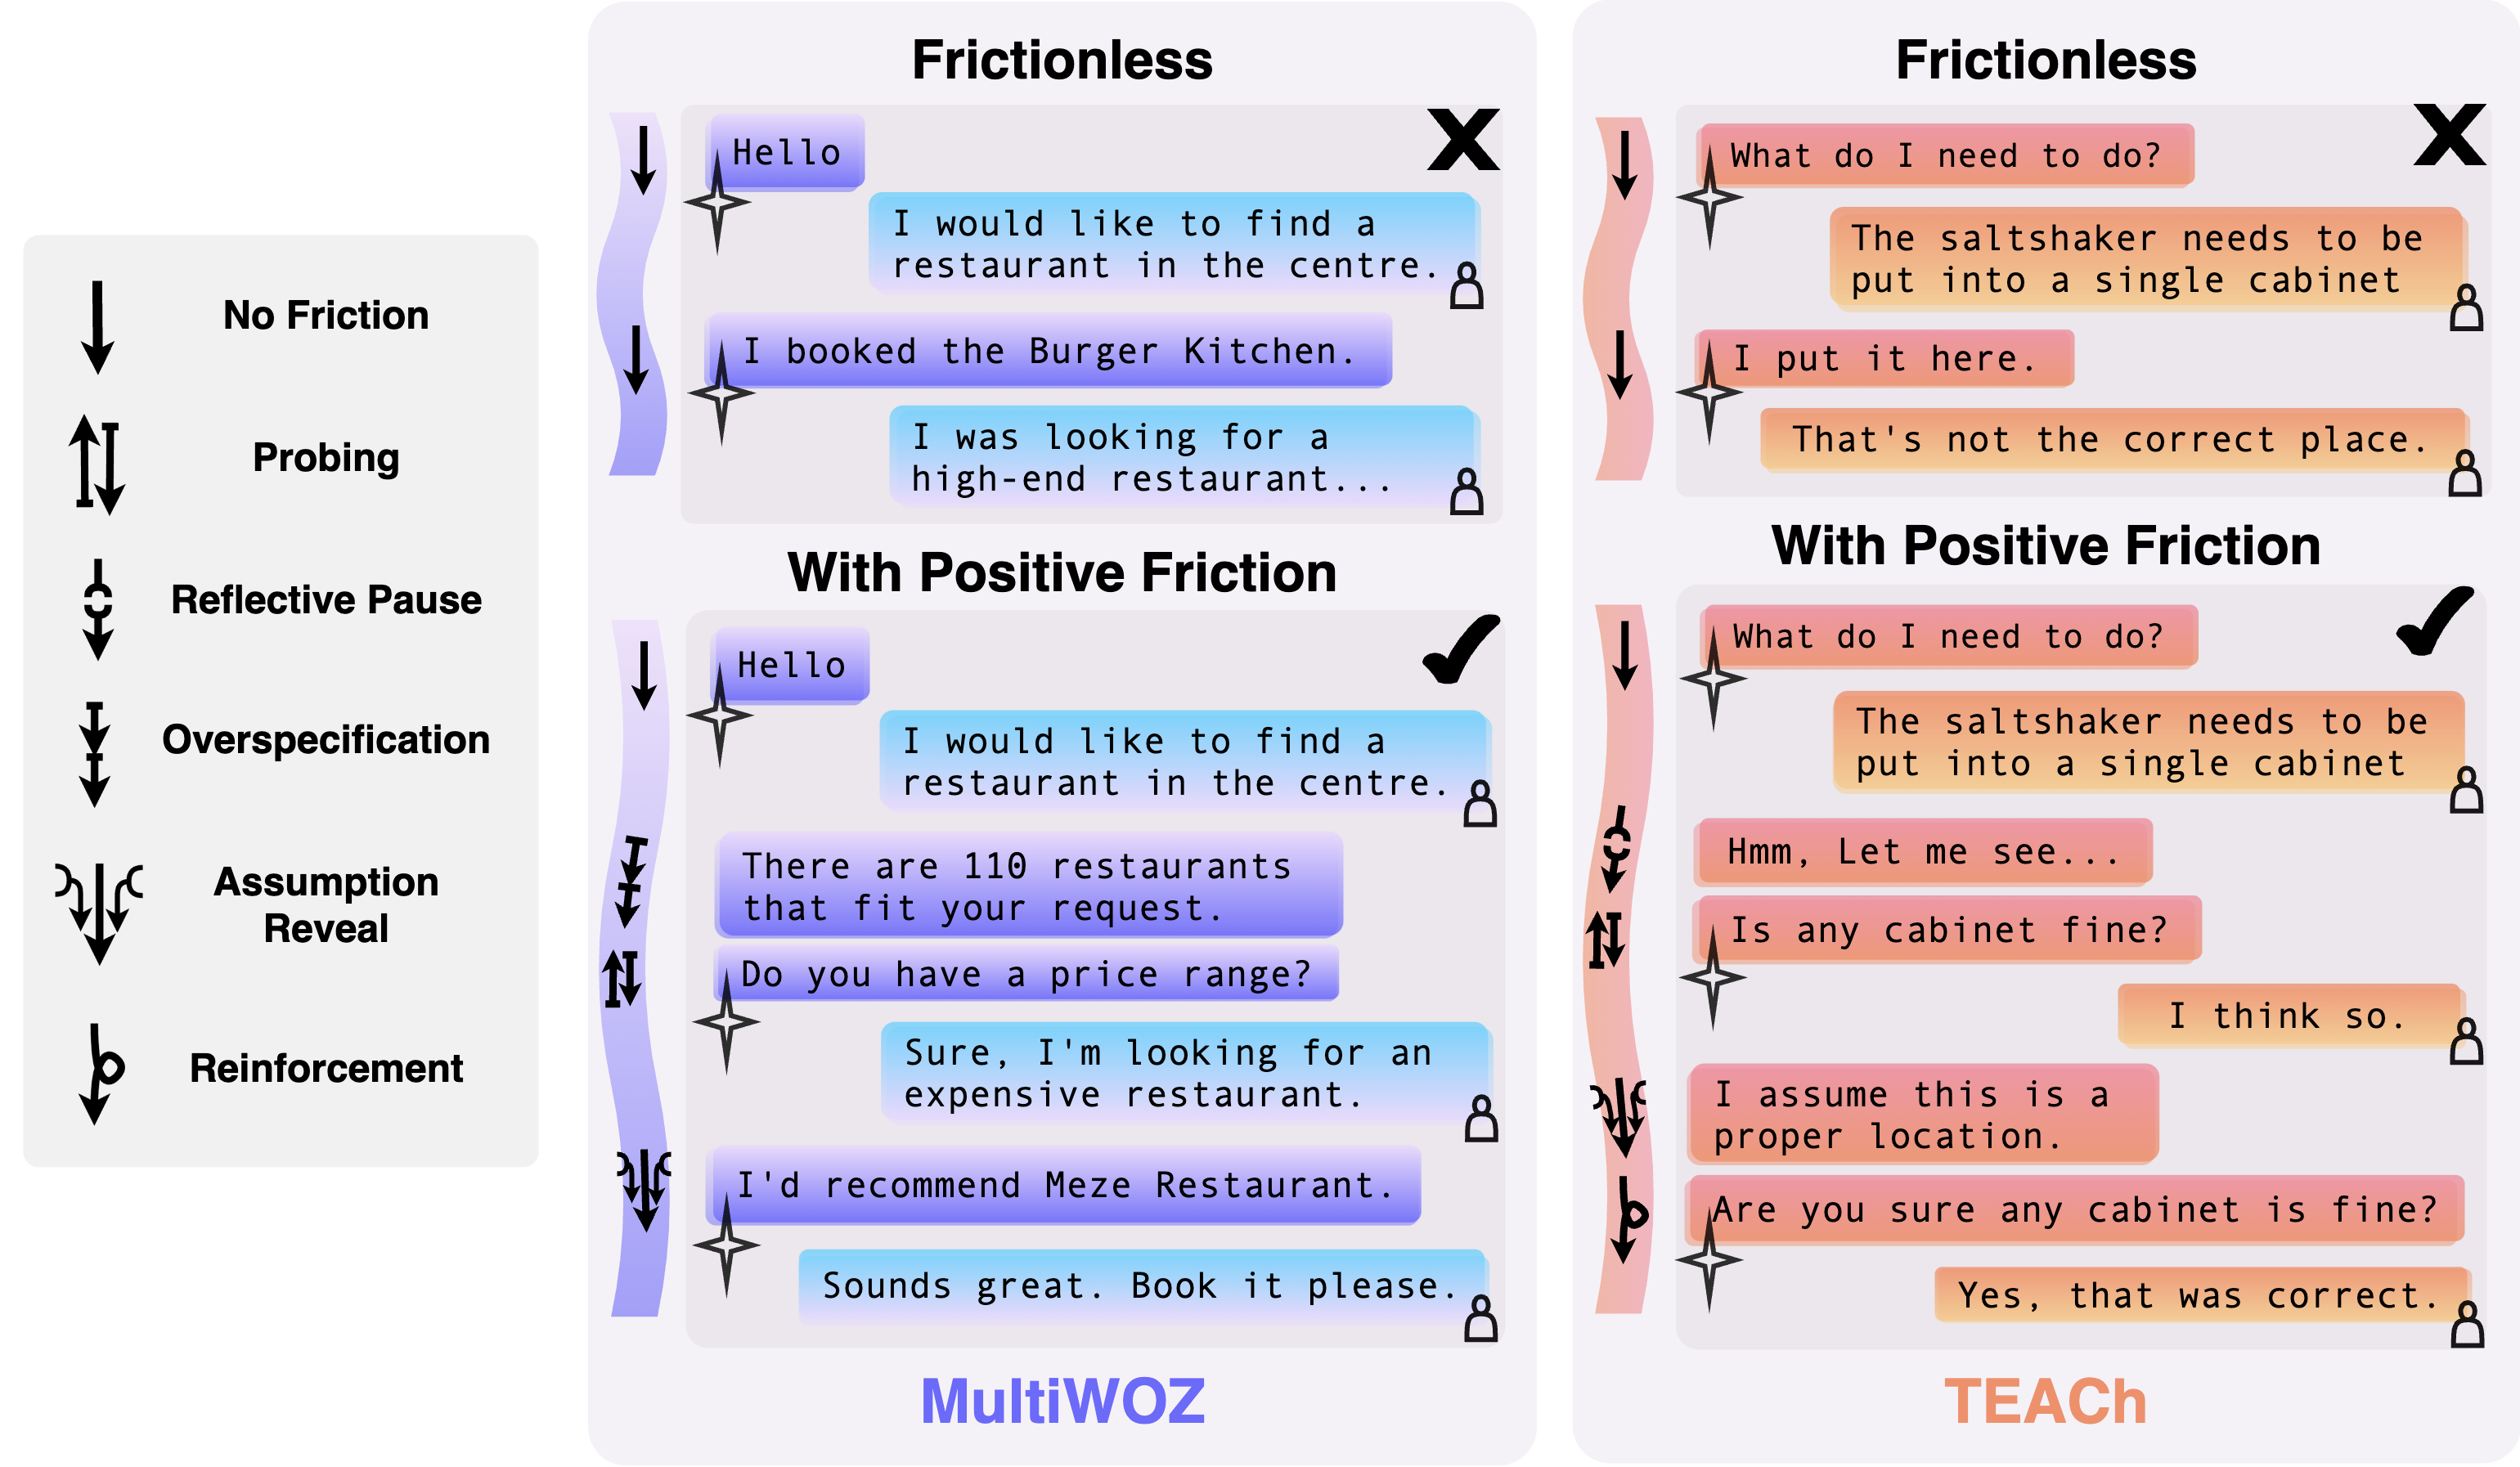 No Friction
Probing
Reflective Pause
Overspecification
Assumption
Reveal
Reinforcement
Frictionless
Hello
I would like to find a
restaurant in the centre.
I booked the Burger Kitchen.
I was looking for a
high-end restaurant...
With Positive Friction
Hello
I would like to find a
restaurant in the centre.
There are 110 restaurants
that fit your request.
Do you have a price range?
Sure, I'm looking for an
expensive restaurant.
I'd recommend Meze Restaurant.
Sounds great. Book it please.
MultiWOZ
Frictionless
What do I need to do?
The saltshaker needs to be
put into a single cabinet
I put it here.
That's not the correct place.
With Positive Friction
What do I need to do?
The saltshaker needs to be
put into a single cabinet
Hmm, Let me see...
Is any cabinet fine?
I think so.
I assume this is a
proper location.
Are you sure any cabinet is fine?
Yes, that was correct.
TEACh